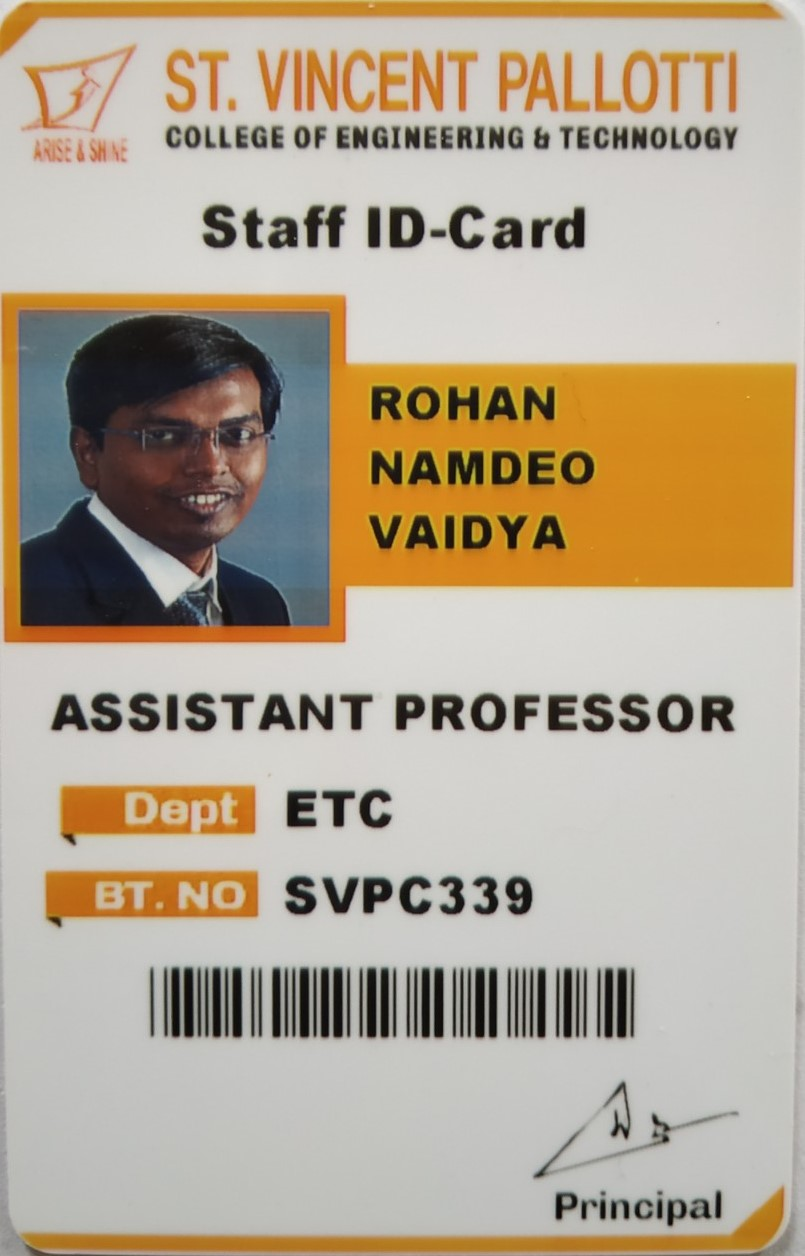 ST. VINCENT PALLOTTI
COLLEGE OF ENGINEERING & TECHNOLOGY
ARISE & SHINE
Staff ID-Card
ROHAN
NAMDEO
VAIDYA
ASSISTANT PROFESSOR
Dept ETC
BT. NO SVPC339
Principal